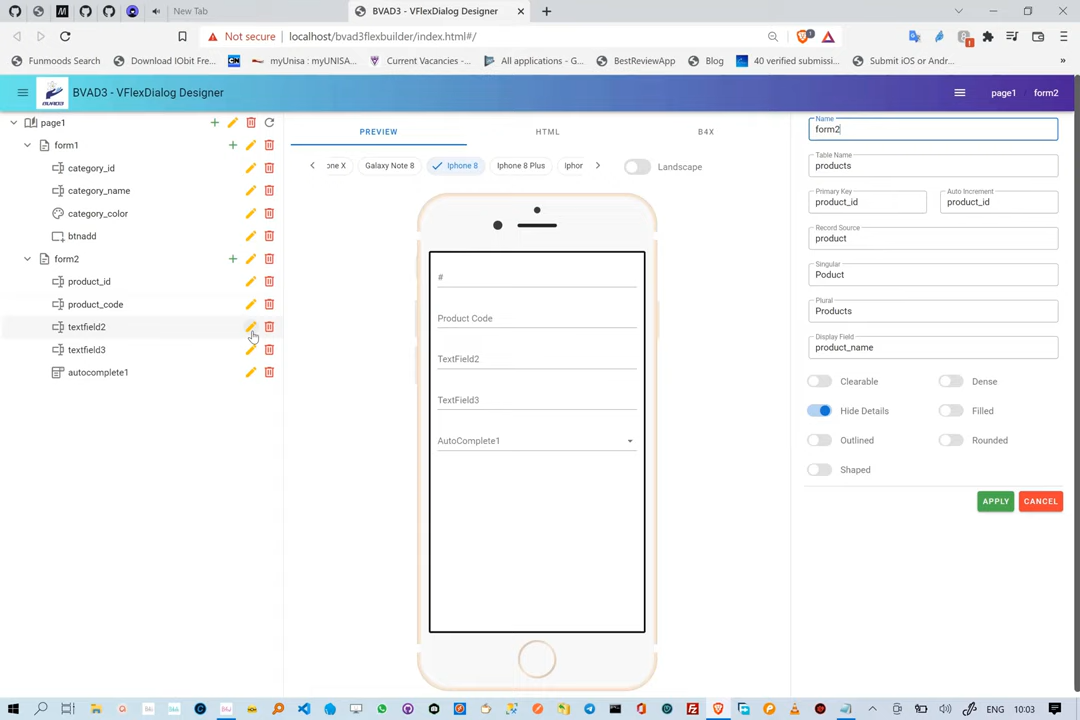 New Tab
BVAD3 - VFlexDialog Designer
Not secure
localhost/bvad3flexbuilder/index.html#/
Funmoods Search
Download IObit Fre...
myUnisa : myUNISA...
Current Vacancies -...
All applications - G...
BestReviewApp
Blog
40 verified submissi...
Submit iOS or Andr...
BVAD3 - VFlexDialog Designer
page1 / form2
page1
form1
category_id
category_name
category_color
btnadd
form2
product_id
product_code
textfield2
textfield3
autocomplete1
PREVIEW
HTML
B4X
one X
Galaxy Note 8
Iphone 8
Iphone 8 Plus
Iphor
Landscape
#
Product Code
TextField2
TextField3
AutoComplete1
Name
form2
Table Name
products
Primary Key
product_id
Auto Increment
product_id
Record Source
product
Singular
Poduct
Plural
Products
Display Field
product_name
Clearable
Dense
Hide Details
Filled
Outlined
Rounded
Shaped
APPLY
CANCEL
ENG
10:03